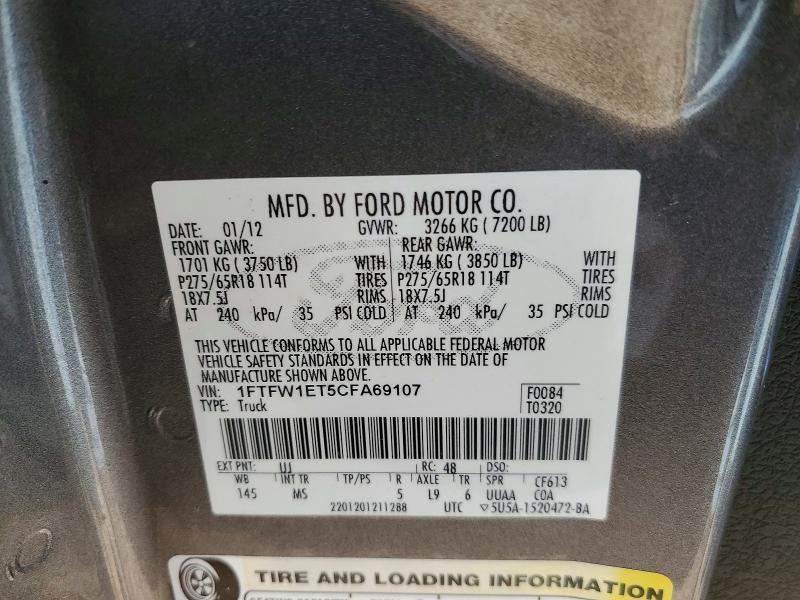 MFD. BY FORD MOTOR CO.
DATE: 01/12 GVWR: 3266 KG ( 7200 LB)
FRONT GAWR: REAR GAWR:
1701 KG ( 3750 LB) WITH 1746 KG ( 3850 LB) WITH
P275/65R18 114T TIRES P275/65R18 114T TIRES
18X7.5J RIMS 18X7.5J RIMS
AT 240 kPa/ 35 PSI COLD AT 240 kPa/ 35 PSI COLD
Ford
THIS VEHICLE CONFORMS TO ALL APPLICABLE FEDERAL MOTOR
VEHICLE SAFETY STANDARDS IN EFFECT ON THE DATE OF
MANUFACTURE SHOWN ABOVE.
VIN: 1FTFW1ET5CFA69107 F0084
TYPE: Truck T0320
EXT PNT: UJ RC: 48 DSO:
WB INT TR TP/PS R AXLE TR SPR CF613
145 MS 5 L9 6 UUAA COA
2201201211288 UTC ▽5U5A-1520472-BA
TIRE AND LOADING INFORMATION